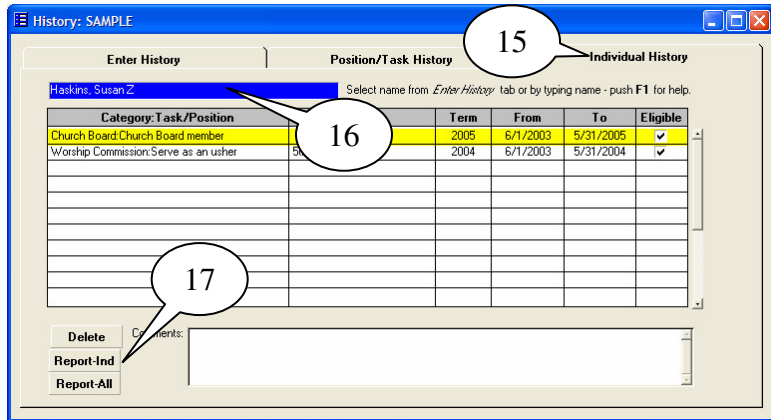 History: SAMPLE
15
Enter History Position/Task History Individual History
Haskins, Susan Z Select name from Enter History tab or by typing name - push F1 for help.
Category:Task/Position Term From To Eligible
16
Church Board:Church Board member 2005 6/1/2003 5/31/2005
Worship Commission:Serve as an usher 2004 6/1/2003 5/31/2004
17
Delete Comments:
Report-Ind
Report-All